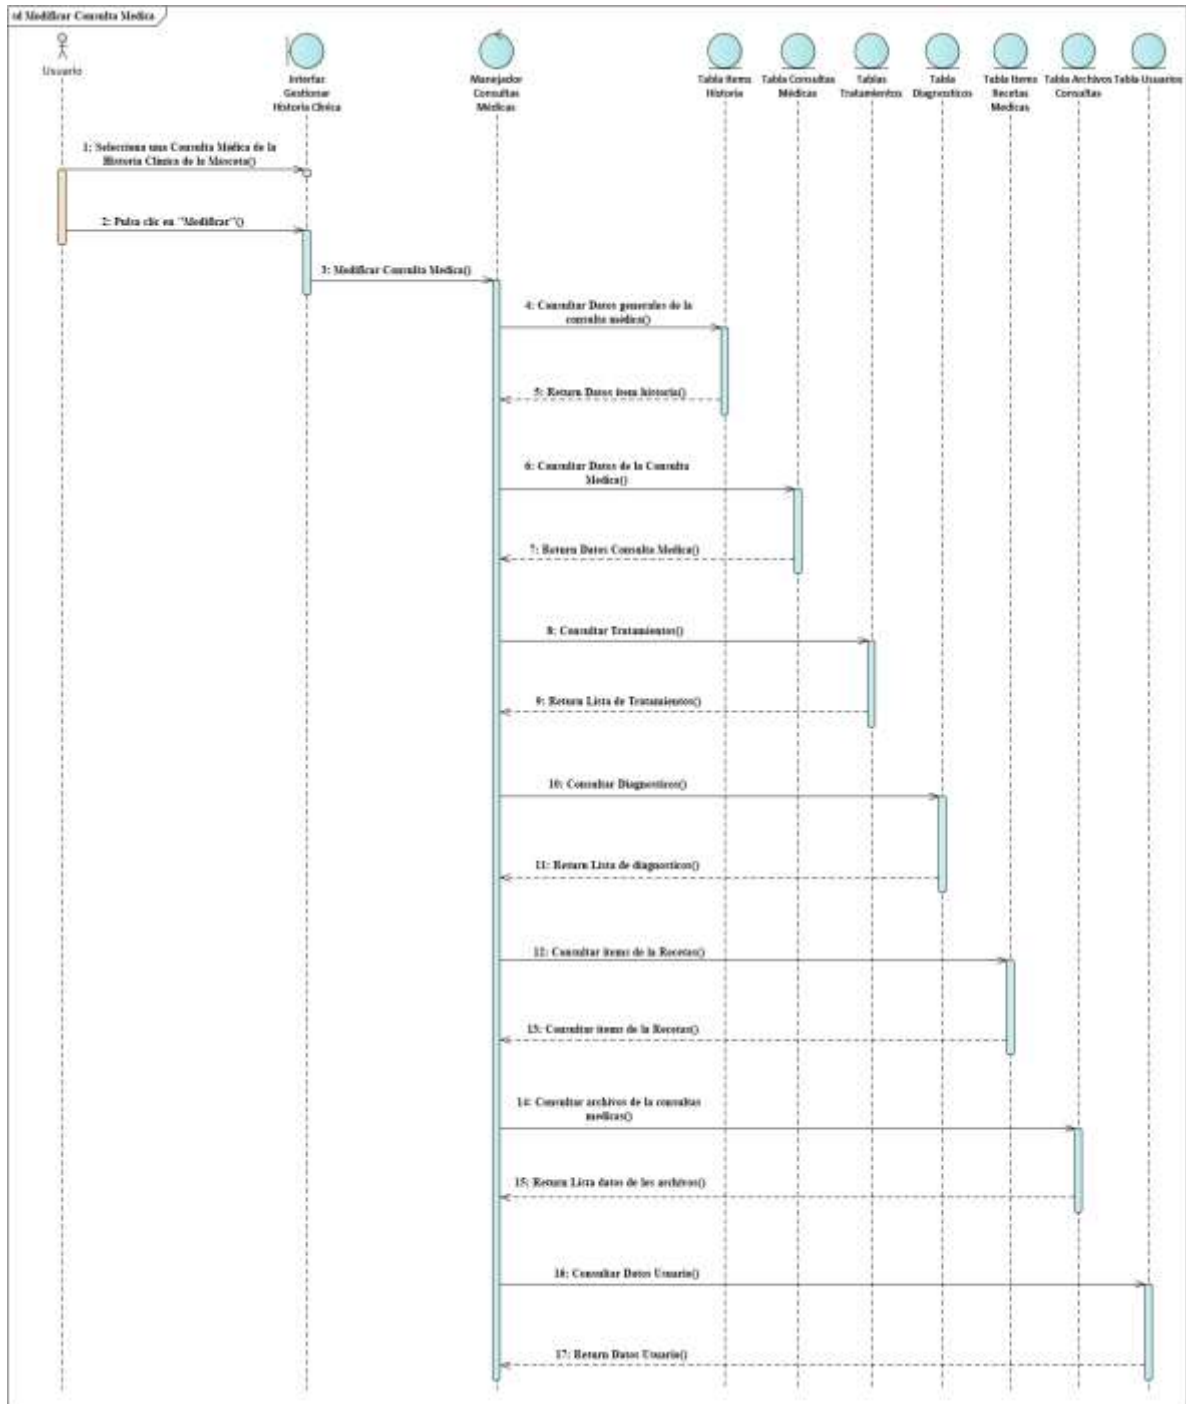 sd Modificar Consulta Medica
Usuario
Interfaz
Gestionar
Historia Clínica
Manejador
Consultas
Médicas
Tabla Items
Historia
Tabla Consultas
Médicas
Tablas
Tratamientos
Tabla
Diagnosticos
Tabla Items
Recetas
Medicas
Tabla Archivos
Consultas
Tabla Usuarios
1: Selecciona una Consulta Médica de la
Historia Clínica de la Mascota()
2: Pulsa clic en "Modificar"()
3: Modificar Consulta Medica()
4: Consultar Datos generales de la
consulta médica()
5: Return Datos item historia()
6: Consultar Datos de la Consulta
Medica()
7: Return Datos Consulta Medica()
8: Consultar Tratamientos()
9: Return Lista de Tratamientos()
10: Consultar Diagnosticos()
11: Return Lista de diagnosticos()
12: Consultar items de la Recetas()
13: Consultar items de la Recetas()
14: Consultar archivos de la consultas
medicas()
15: Return Lista datos de los archivos()
16: Consultar Datos Usuario()
17: Return Datos Usuario()